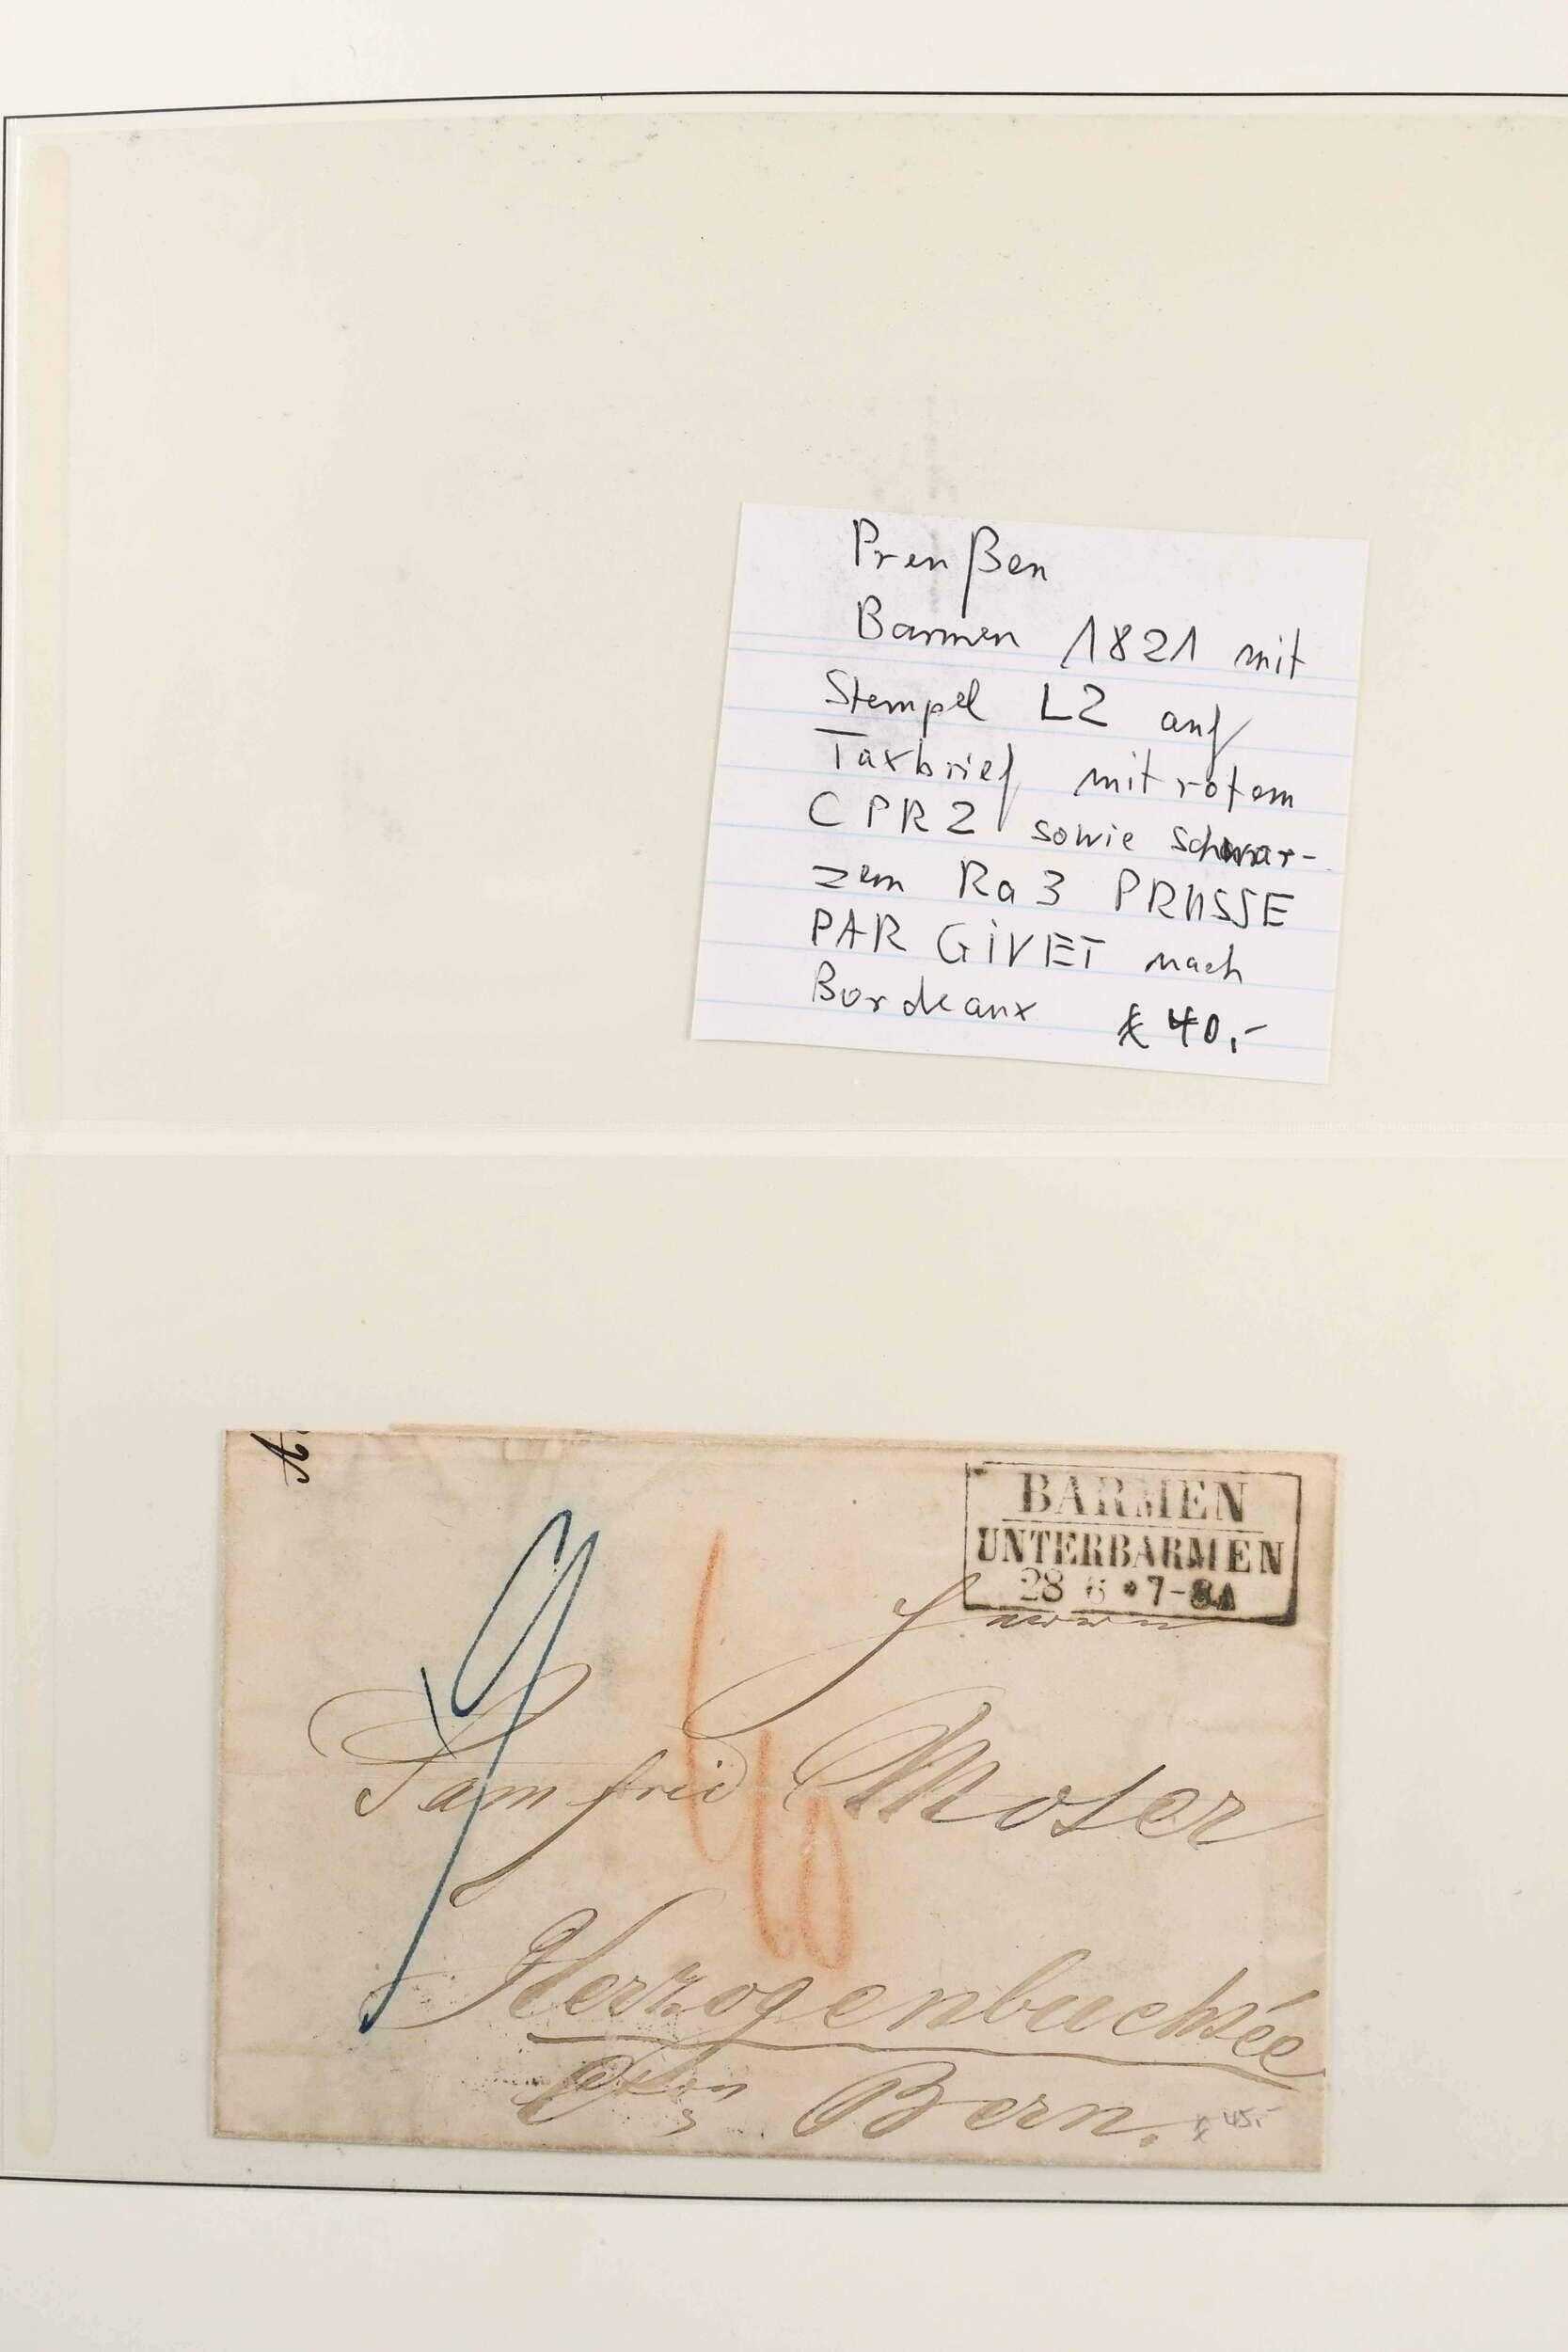 Preußen
Barmen 1821 mit
Stempel L2 auf
Taxbrief mit rotem
CPR2 sowie schwar-
zem Ra3 PRUSSE
PAR GIVET nach
Bordeaux € 40,-
BARMEN
UNTERBARMEN
28 6 * 7-8A
Samfried Moser
Herzogenbuchsée
Bern.
45,-